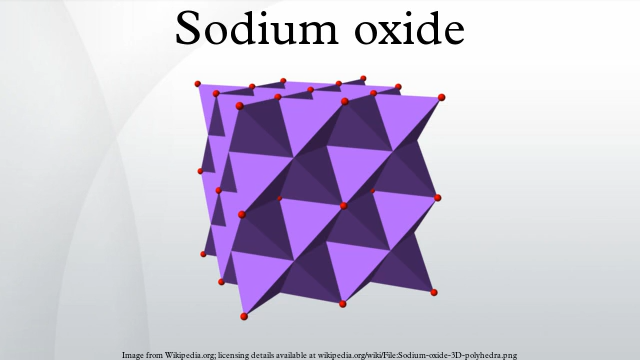 Sodium oxide
Image from Wikipedia.org; licensing details available at wikipedia.org/wiki/File:Sodium-oxide-3D-polyhedra.png